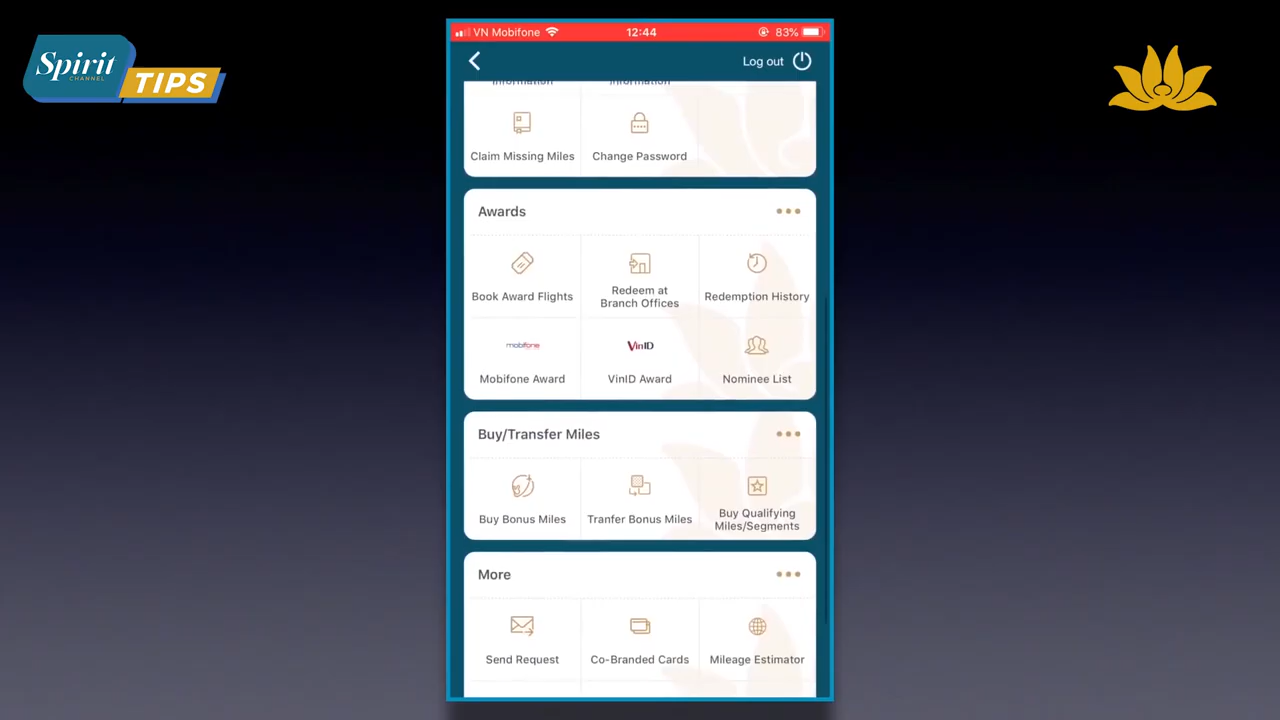 Spirit
CHANNEL
TIPS
VN Mobifone
12:44
83%
Log out
Information
Information
Claim Missing Miles
Change Password
Awards
Book Award Flights
Redeem at
Branch Offices
Redemption History
mobifone
VinID
Mobifone Award
VinID Award
Nominee List
Buy/Transfer Miles
Buy Bonus Miles
Tranfer Bonus Miles
Buy Qualifying
Miles/Segments
More
Send Request
Co-Branded Cards
Mileage Estimator